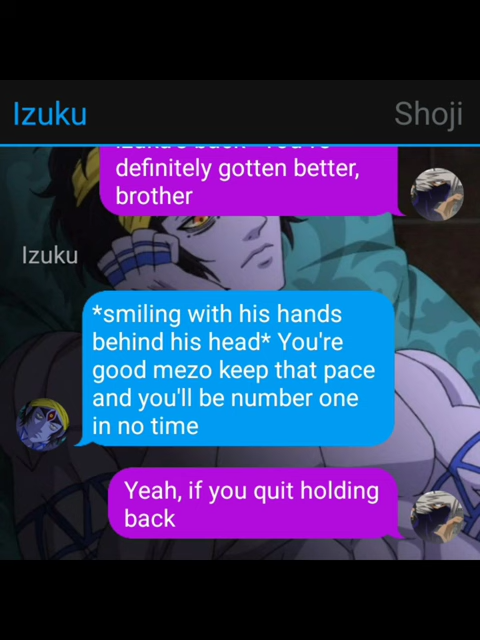 Izuku
Shoji
definitely gotten better,
brother
Izuku
*smiling with his hands
behind his head* You're
good mezo keep that pace
and you'll be number one
in no time
Yeah, if you quit holding
back